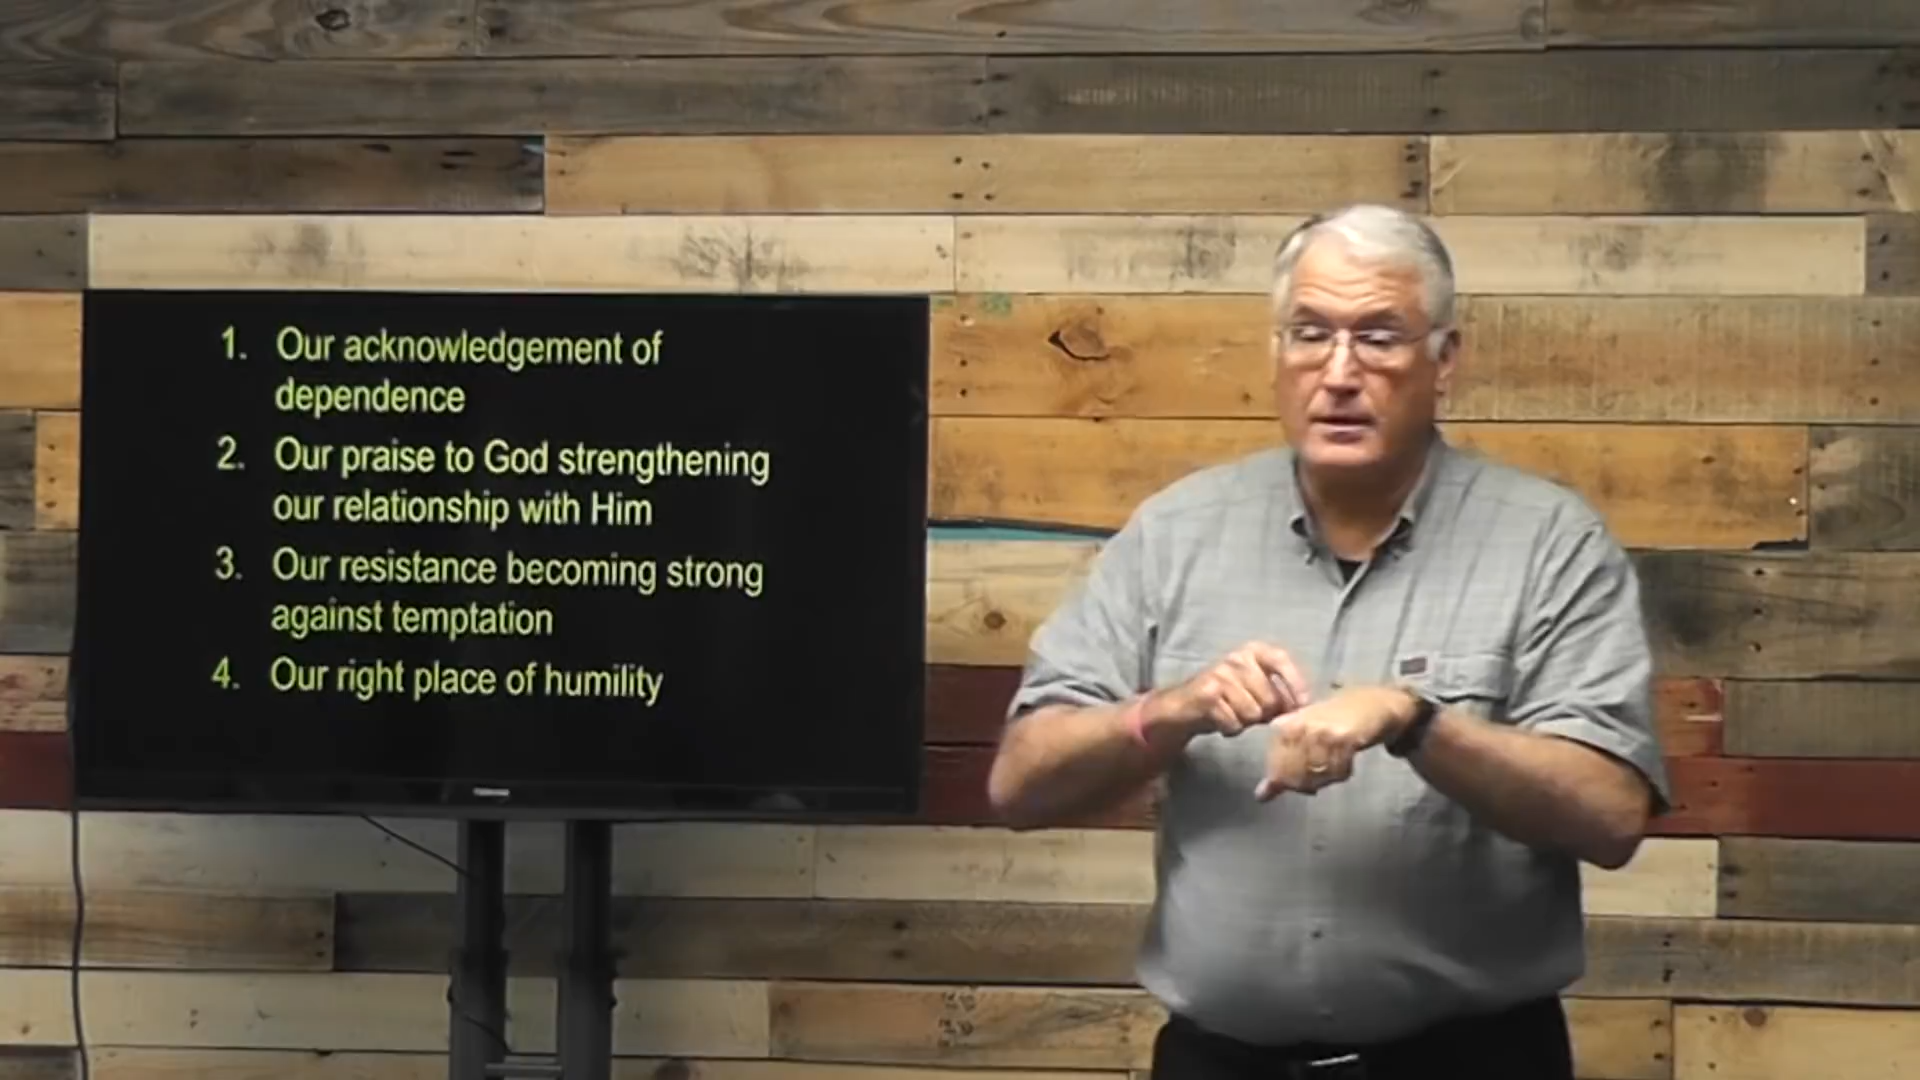 1. Our acknowledgement of
dependence
2. Our praise to God strengthening
our relationship with Him
3. Our resistance becoming strong
against temptation
4. Our right place of humility